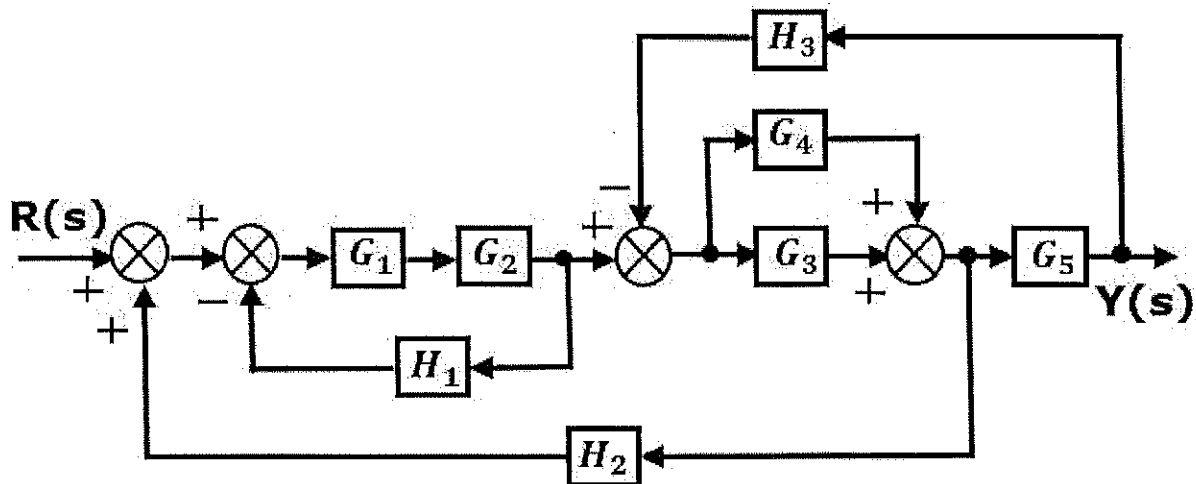 H₃
G₄
R(s)
+
−
+
+
G₁
G₂
G₃
G₅
+
−
+
Y(s)
+
H₁
H₂